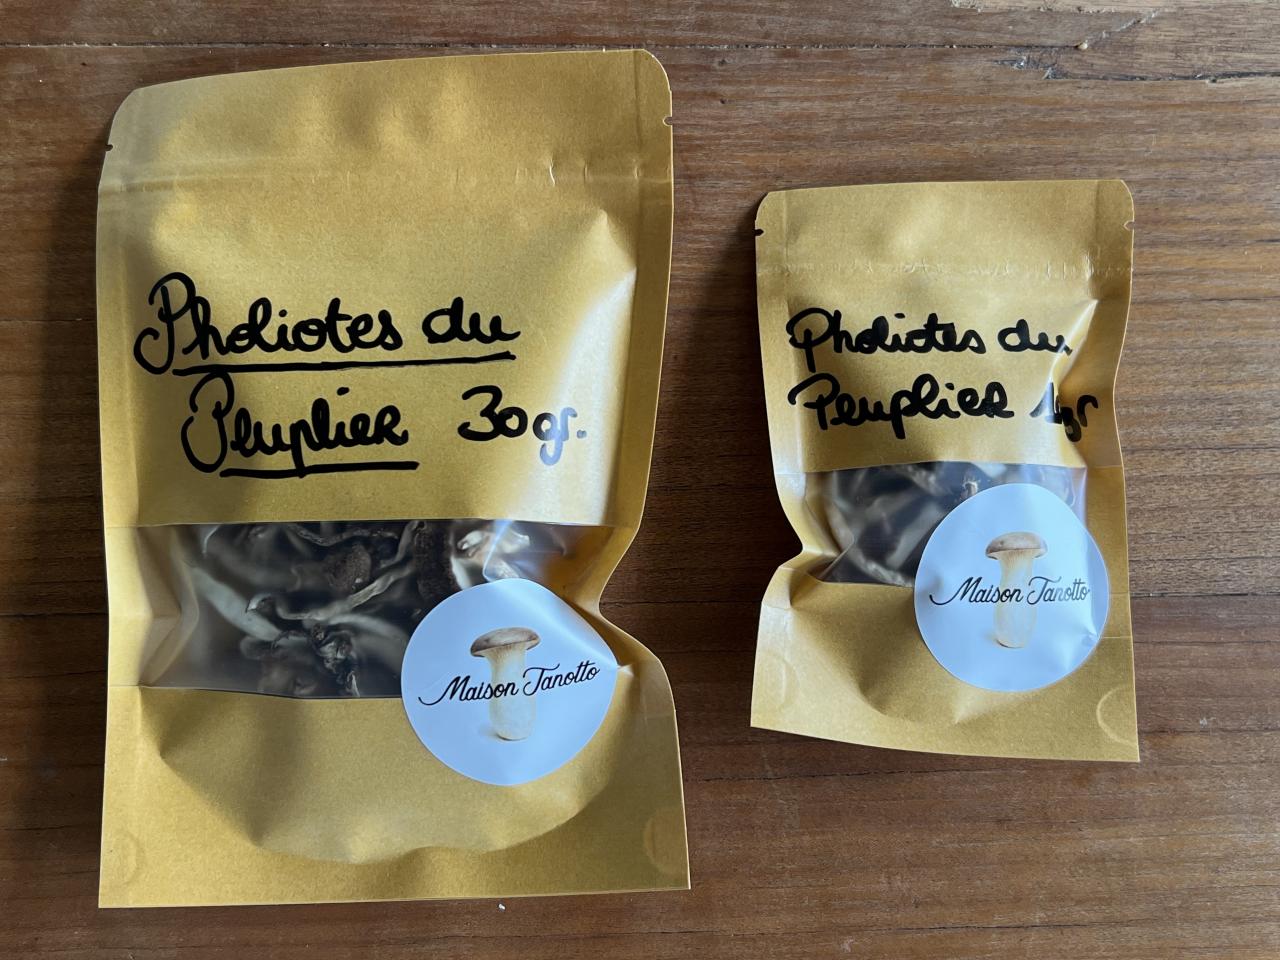 Pholiotes du
Peuplier 30gr.
Maison Tanotto
Pholiotes du
Peuplier
Maison Tanotto